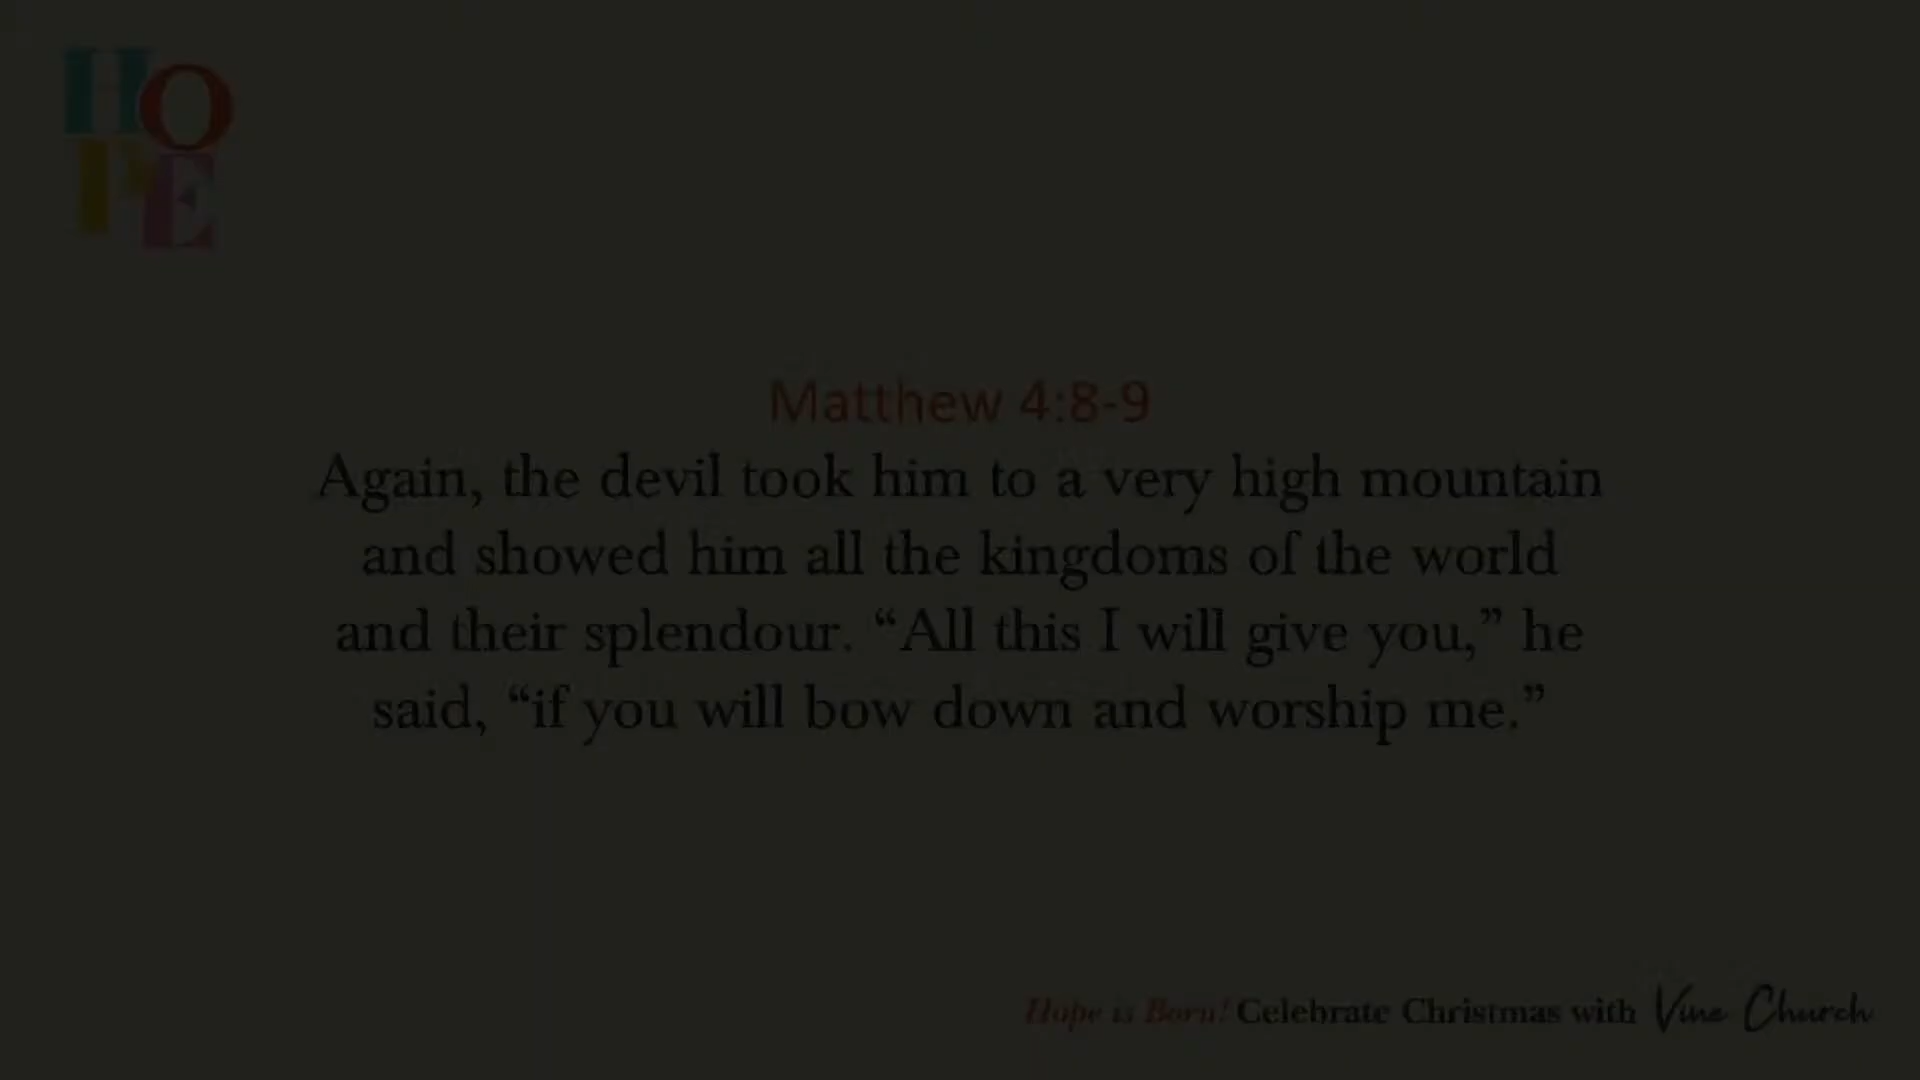 HOPE
Matthew 4:8-9
Again, the devil took him to a very high mountain
and showed him all the kingdoms of the world
and their splendour. “All this I will give you,” he
said, “if you will bow down and worship me.”
Hope is Born! Celebrate Christmas with Vine Church